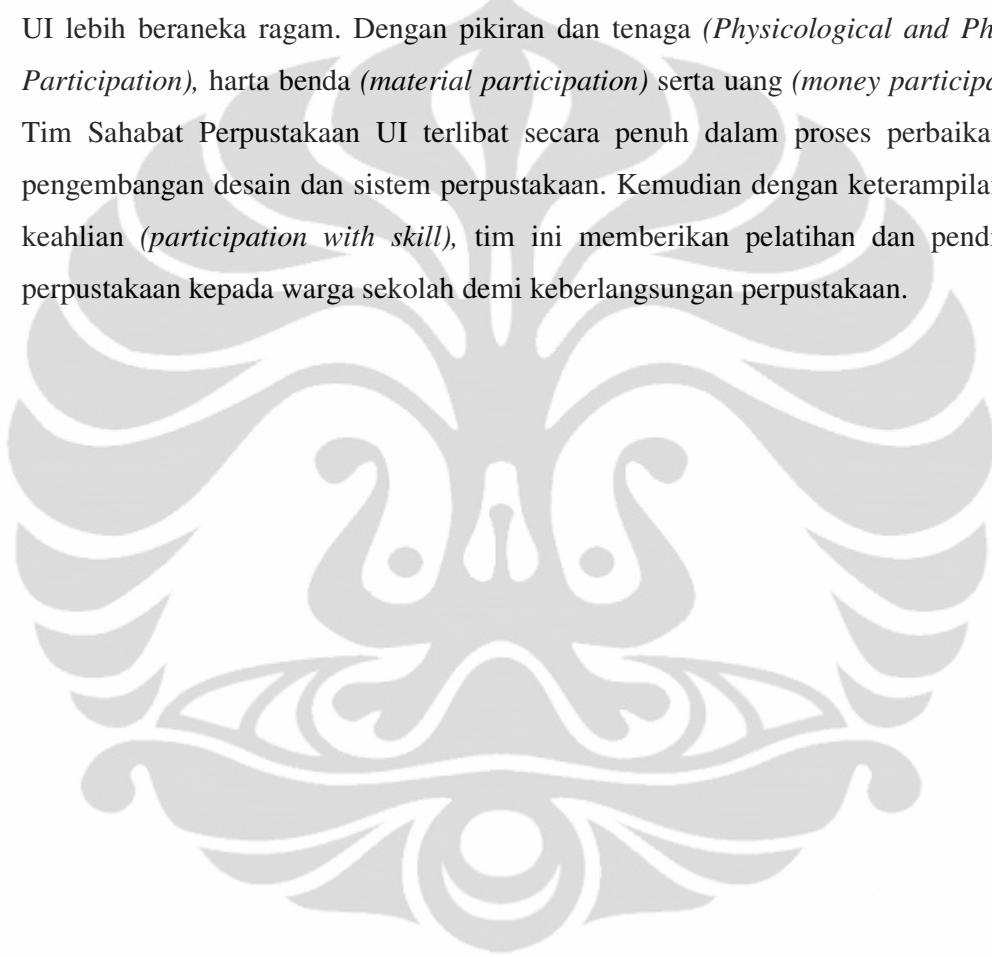 UI lebih beraneka ragam. Dengan pikiran dan tenaga (Physicological and Ph
Participation), harta benda (material participation) serta uang (money participa
Tim Sahabat Perpustakaan UI terlibat secara penuh dalam proses perbaika
pengembangan desain dan sistem perpustakaan. Kemudian dengan keterampila
keahlian (participation with skill), tim ini memberikan pelatihan dan pend
perpustakaan kepada warga sekolah demi keberlangsungan perpustakaan.